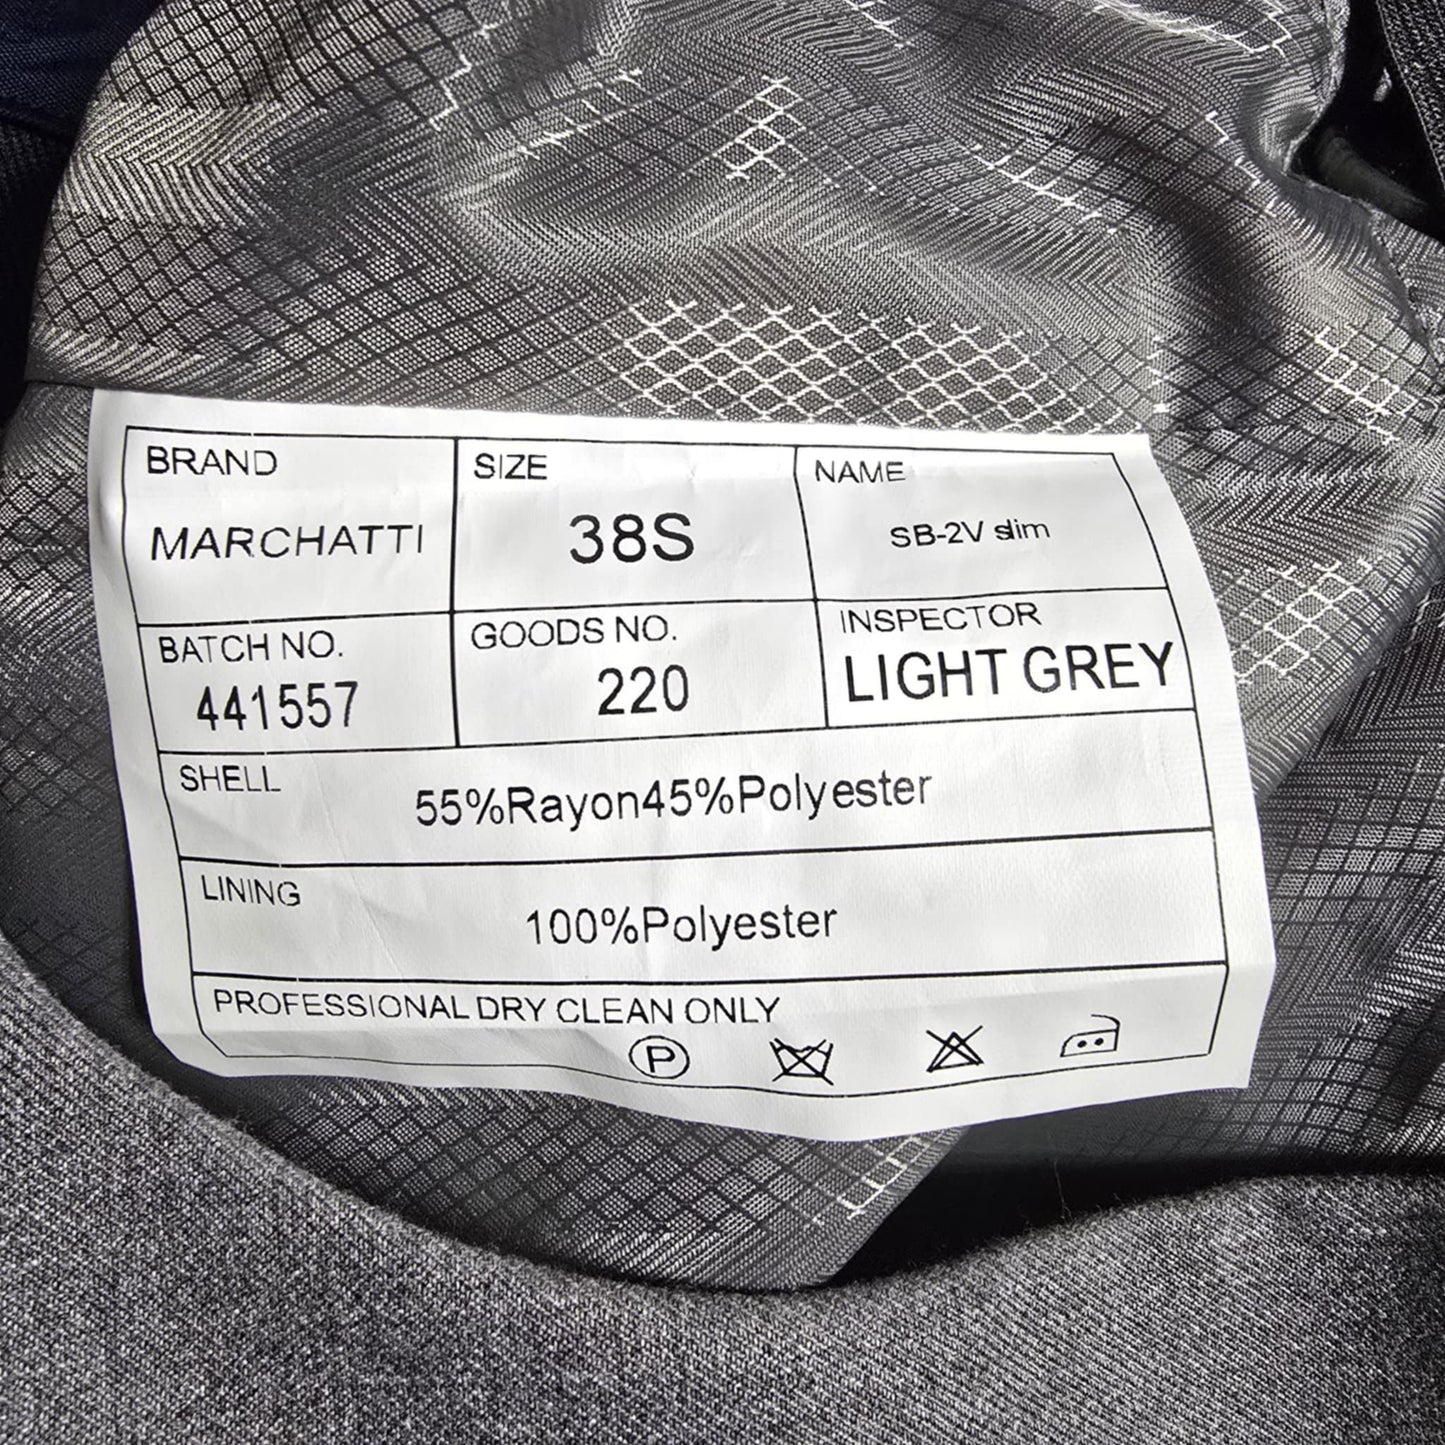 BRAND SIZE NAME
MARCHATTI 38S SB-2V slim
BATCH NO. GOODS NO. INSPECTOR
441557 220 LIGHT GREY
SHELL
55%Rayon45%Polyester
LINING
100%Polyester
PROFESSIONAL DRY CLEAN ONLY
P